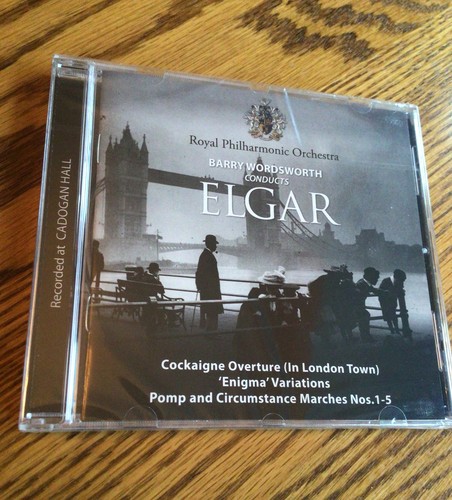 Royal Philharmonic Orchestra
BARRY WORDSWORTH
CONDUCTS
ELGAR
Cockaigne Overture (In London Town)
'Enigma' Variations
Pomp and Circumstance Marches Nos.1-5
Recorded at CADOGAN HALL